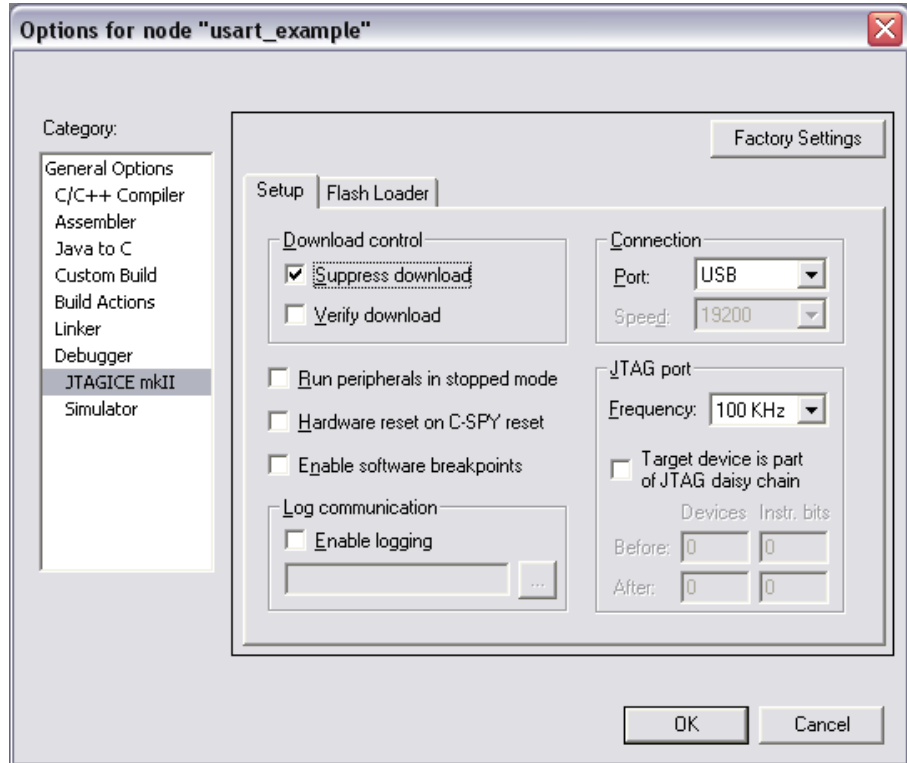 Options for node "usart_example"
Category:
Factory Settings
General Options
C/C++ Compiler
Assembler
Java to C
Custom Build
Build Actions
Linker
Debugger
JTAGICE mkII
Simulator
Setup
Flash Loader
Download control
Suppress download
Verify download
Run peripherals in stopped mode
Hardware reset on C-SPY reset
Enable software breakpoints
Log communication
Enable logging
...
Connection
Port: USB
Speed: 19200
JTAG port
Frequency: 100 KHz
Target device is part
of JTAG daisy chain
Devices Instr. bits
Before: 0 0
After: 0 0
OK
Cancel